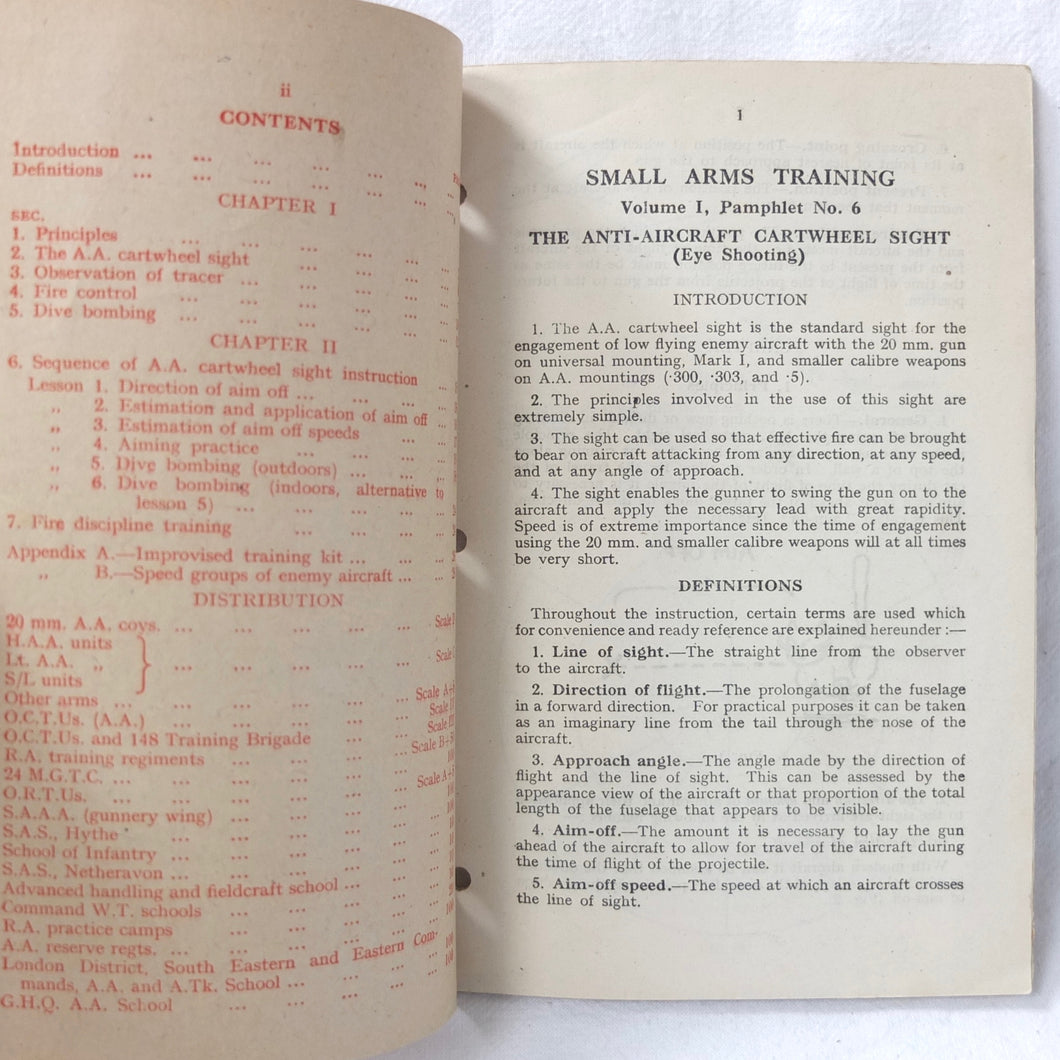 ii
CONTENTS
Introduction ... ... ... ... ...
Definitions ... ... ... ... ...
CHAPTER I
SEC.
1. Principles ... ... ... ...
2. The A.A. cartwheel sight ... ... ...
3. Observation of tracer ... ... ... ...
4. Fire control ... ... ... ...
5. Dive bombing ... ... ... ...
CHAPTER II
6. Sequence of A.A. cartwheel sight instruction
Lesson 1. Direction of aim off ... ... ...
„ 2. Estimation and application of aim off
„ 3. Estimation of aim off speeds ... ...
„ 4. Aiming practice ... ... ...
„ 5. Dive bombing (outdoors) ... ...
„ 6. Dive bombing (indoors, alternative to
lesson 5) ... ... ... ...
7. Fire discipline training ... ... ...
Appendix A.—Improvised training kit ... ...
„ B.—Speed groups of enemy aircraft ... ...
DISTRIBUTION
20 mm. A.A. coys. ... ... ... ... ... Scale
H.A.A. units
Lt. A.A. „ ... ... ... ... ... Scale
S/L units
Other arms ... ... ... ... ... Scale
O.C.T.Us. (A.A.) ... ... ... ... Scale
O.C.T.Us. and 148 Training Brigade ... ... Scale
R.A. training regiments ... ... ... Scale
24 M.G.T.C. ... ... ... ... ... 100
O.R.T.Us. ... ... ... ... ... Scale
S.A.A.A. (gunnery wing) ... ... ... ...
S.A.S., Hythe ... ... ... ... 100
School of Infantry ... ... ... ...
S.A.S., Netheravon ... ... ... ...
Advanced handling and fieldcraft school ... ...
Command W.T. schools ... ... ... 100
R.A. practice camps ... ... ...
A.A. reserve regts. ... ... ... ...
London District, South Eastern and Eastern Com- 100
mands, A.A. and A.Tk. School ... ... ... 100
G.H.Q. A.A. School ... ... ...
1
SMALL ARMS TRAINING
Volume I, Pamphlet No. 6
THE ANTI-AIRCRAFT CARTWHEEL SIGHT
(Eye Shooting)
INTRODUCTION
1. The A.A. cartwheel sight is the standard sight for the
engagement of low flying enemy aircraft with the 20 mm. gun
on universal mounting, Mark I, and smaller calibre weapons
on A.A. mountings (·300, ·303, and ·5).
2. The principles involved in the use of this sight are
extremely simple.
3. The sight can be used so that effective fire can be brought
to bear on aircraft attacking from any direction, at any speed,
and at any angle of approach.
4. The sight enables the gunner to swing the gun on to the
aircraft and apply the necessary lead with great rapidity.
Speed is of extreme importance since the time of engagement
using the 20 mm. and smaller calibre weapons will at all times
be very short.
DEFINITIONS
Throughout the instruction, certain terms are used which
for convenience and ready reference are explained hereunder :—
1. Line of sight.—The straight line from the observer
to the aircraft.
2. Direction of flight.—The prolongation of the fuselage
in a forward direction. For practical purposes it can be taken
as an imaginary line from the tail through the nose of the
aircraft.
3. Approach angle.—The angle made by the direction of
flight and the line of sight. This can be assessed by the
appearance view of the aircraft or that proportion of the total
length of the fuselage that appears to be visible.
4. Aim-off.—The amount it is necessary to lay the gun
ahead of the aircraft to allow for travel of the aircraft during
the time of flight of the projectile.
5. Aim-off speed.—The speed at which an aircraft crosses
the line of sight.